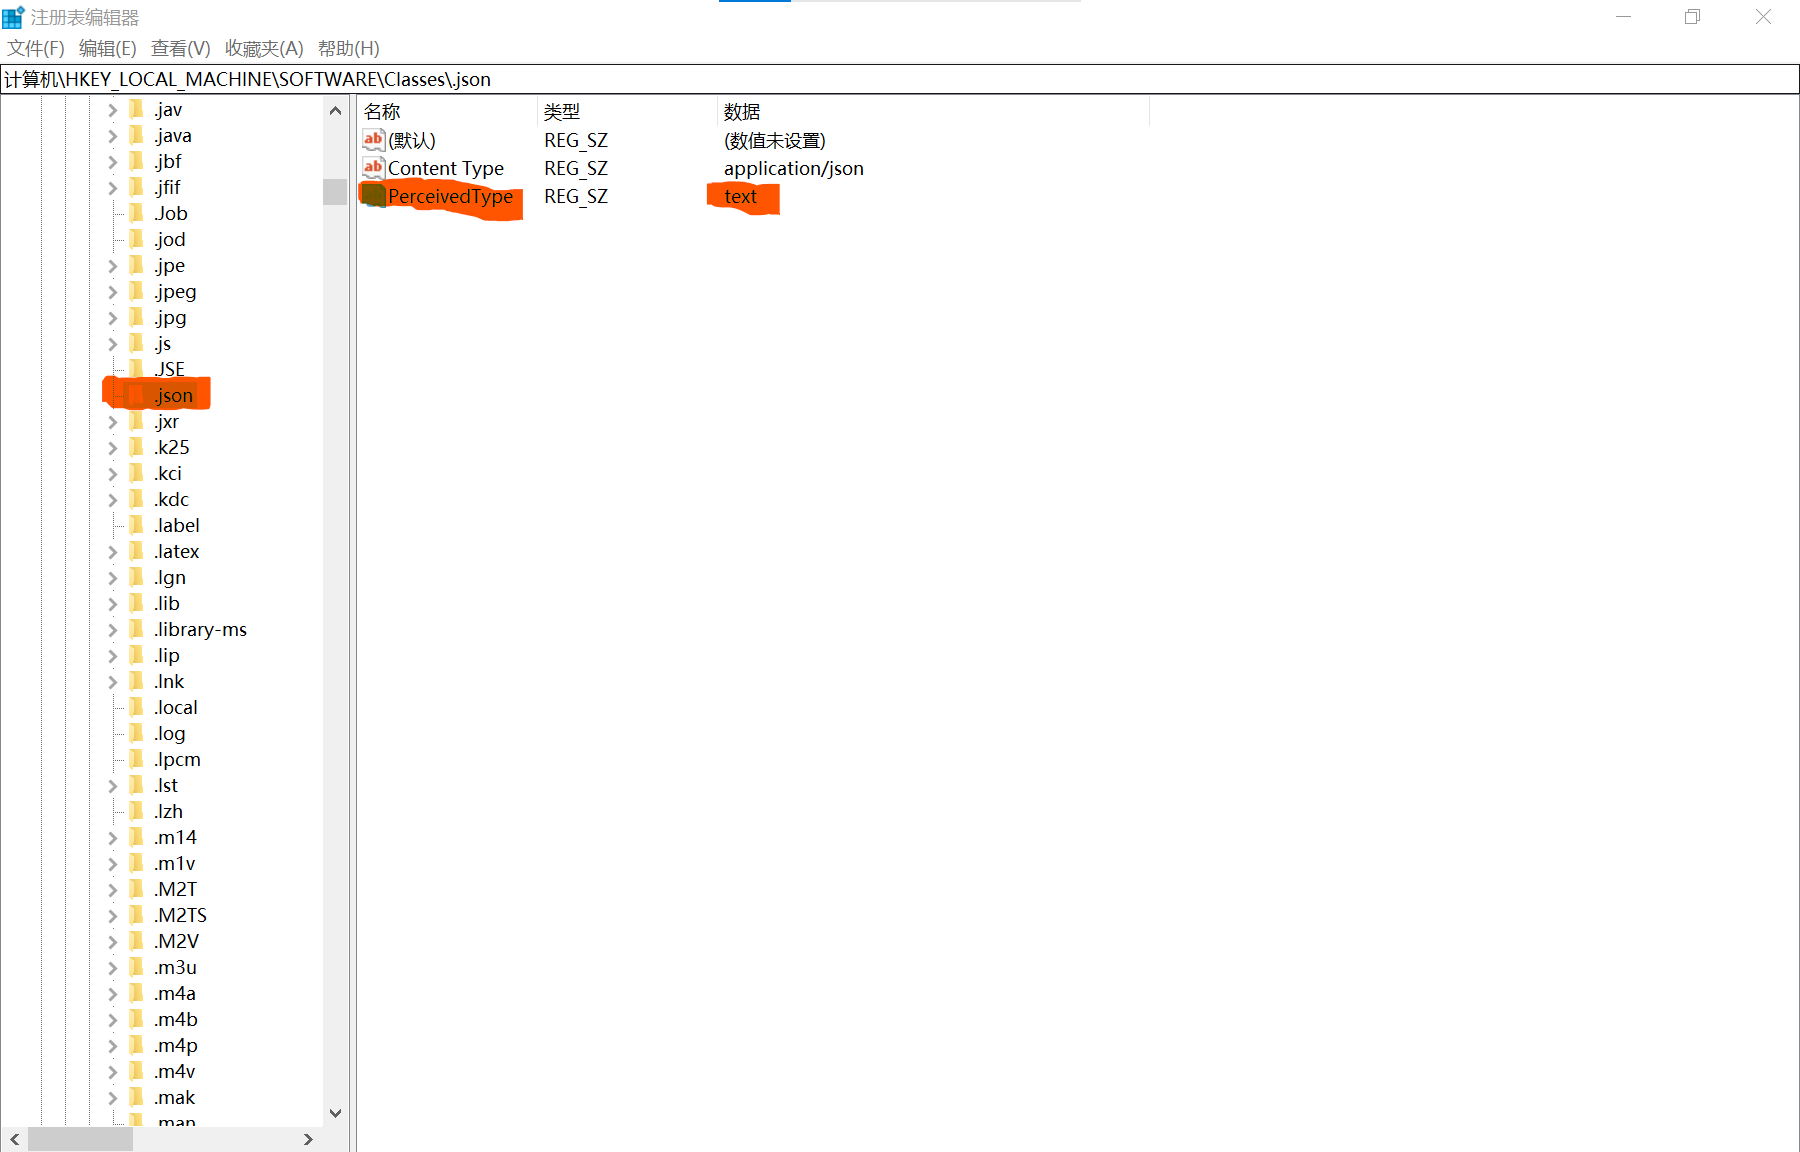 注册表编辑器
文件(F) 编辑(E) 查看(V) 收藏夹(A) 帮助(H)
计算机\HKEY_LOCAL_MACHINE\SOFTWARE\Classes\.json
.jav
.java
.jbf
.jfif
.Job
.jod
.jpe
.jpeg
.jpg
.js
.JSE
.json
.jxr
.k25
.kci
.kdc
.label
.latex
.lgn
.lib
.library-ms
.lip
.lnk
.local
.log
.lpcm
.lst
.lzh
.m14
.m1v
.M2T
.M2TS
.M2V
.m3u
.m4a
.m4b
.m4p
.m4v
.mak
.man
名称 类型 数据
(默认) REG_SZ (数值未设置)
Content Type REG_SZ application/json
PerceivedType REG_SZ text